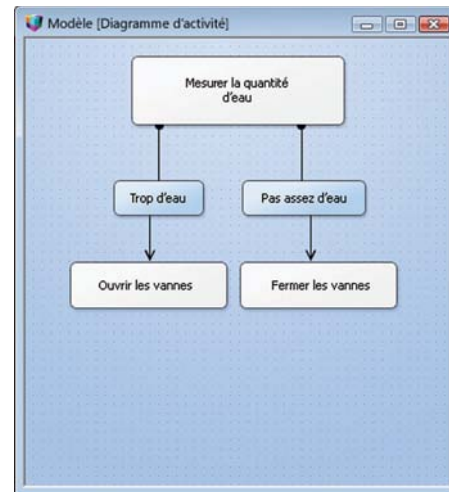 Modèle [Diagramme d'activité]
Mesurer la quantité
d'eau
Trop d'eau
Pas assez d'eau
Ouvrir les vannes
Fermer les vannes